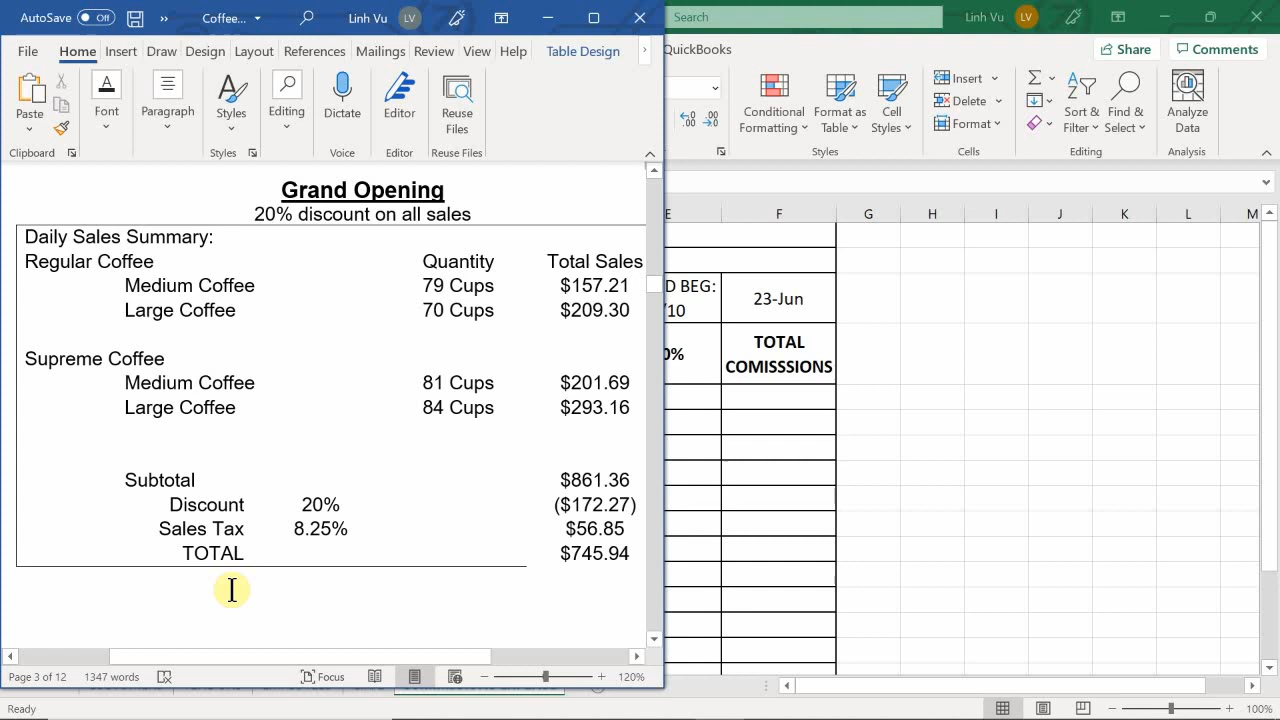 AutoSave Off Coffee... Linh Vu LV
File Home Insert Draw Design Layout References Mailings Review View Help Table Design
Paste Font Paragraph Styles Editing Dictate Editor Reuse Files
Clipboard Styles Voice Editor Reuse Files
Grand Opening
20% discount on all sales
Daily Sales Summary:
Regular Coffee Quantity Total Sales
Medium Coffee 79 Cups $157.21
Large Coffee 70 Cups $209.30
Supreme Coffee
Medium Coffee 81 Cups $201.69
Large Coffee 84 Cups $293.16
Subtotal $861.36
Discount 20% ($172.27)
Sales Tax 8.25% $56.85
TOTAL $745.94
Page 3 of 12 1347 words Focus 120%
Search Linh Vu LV
QuickBooks Share Comments
Conditional Formatting Format as Table Cell Styles Insert Delete Format Sort & Filter Find & Select Analyze Data
Styles Cells Editing Analysis
E F G H I J K L M
D BEG: 23-Jun
/10
0% TOTAL
COMISSSIONS
Ready 100%